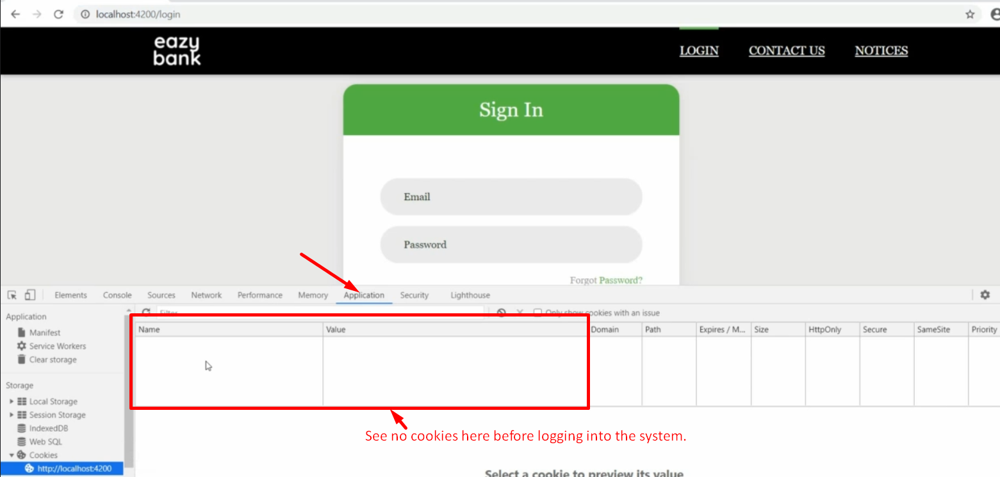 localhost:4200/login
eazy
bank
LOGIN CONTACT US NOTICES
Sign In
Email
Password
Forgot Password?
Elements Console Sources Network Performance Memory Application Security Lighthouse
Application
Filter
Only show cookies with an issue
Manifest
Service Workers
Clear storage
Name Value Domain Path Expires / M... Size HttpOnly Secure SameSite Priority
Storage
Local Storage
Session Storage
IndexedDB
Web SQL
Cookies
http://localhost:4200
See no cookies here before logging into the system.
Select a cookie to preview its value